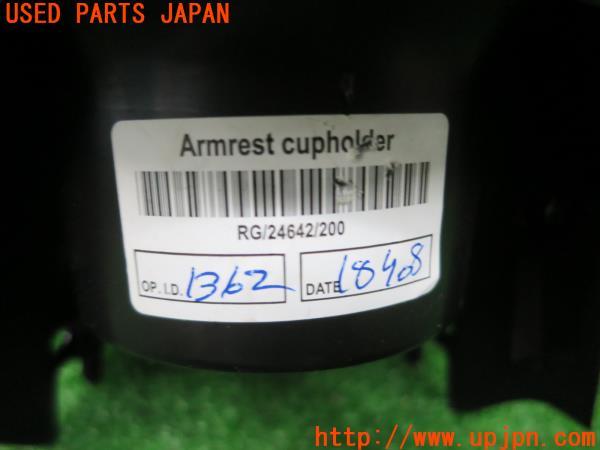 USED PARTS JAPAN
Armrest cupholder
RG/24642/200
OP. I.D. 1362
DATE 18408
http://www.upjpn.com